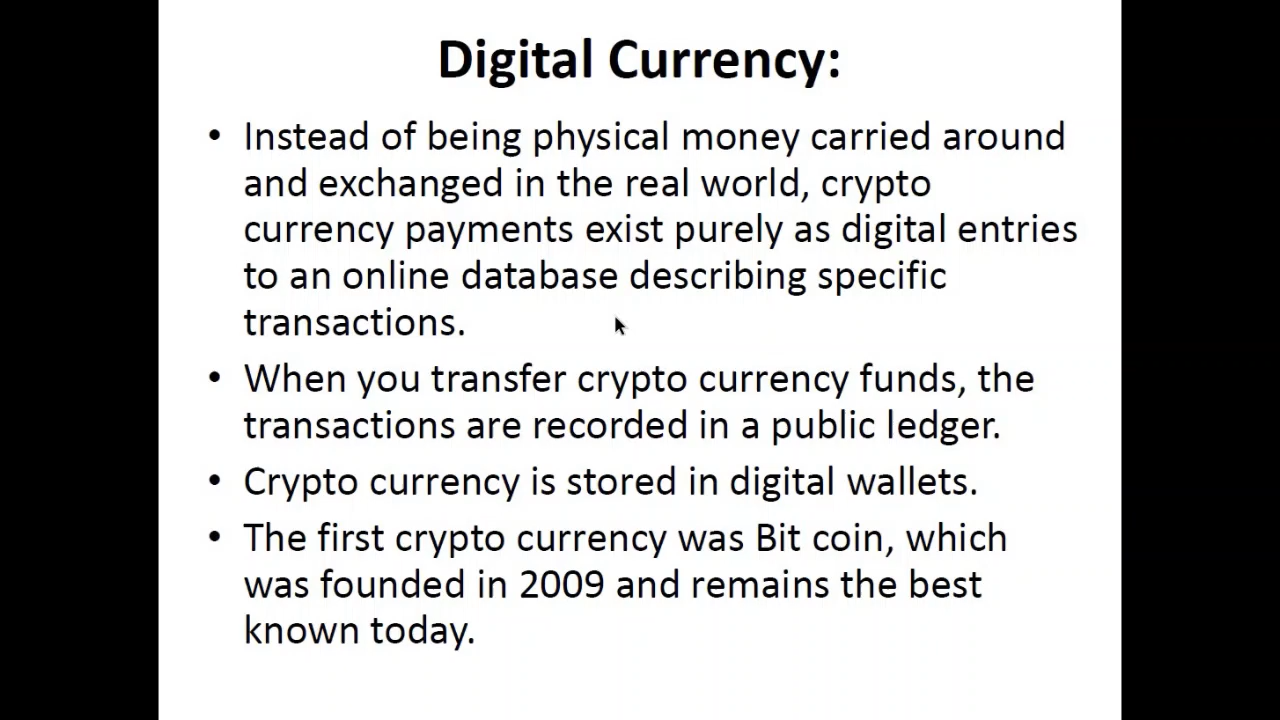 Digital Currency:
• Instead of being physical money carried around
and exchanged in the real world, crypto
currency payments exist purely as digital entries
to an online database describing specific
transactions.
• When you transfer crypto currency funds, the
transactions are recorded in a public ledger.
• Crypto currency is stored in digital wallets.
• The first crypto currency was Bit coin, which
was founded in 2009 and remains the best
known today.